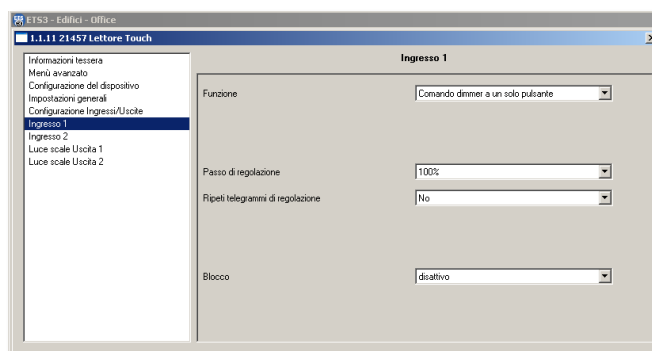 ETS3 - Edifici - Office
1.1.11 21457 Lettore Touch
Informazioni tessera
Menù avanzato
Configurazione del dispositivo
Impostazioni generali
Configurazione Ingressi/Uscite
Ingresso 1
Ingresso 2
Luce scale Uscita 1
Luce scale Uscita 2
Ingresso 1
Funzione
Comando dimmer a un solo pulsante
Passo di regolazione
100%
Ripeti telegrammi di regolazione
No
Blocco
disattivo